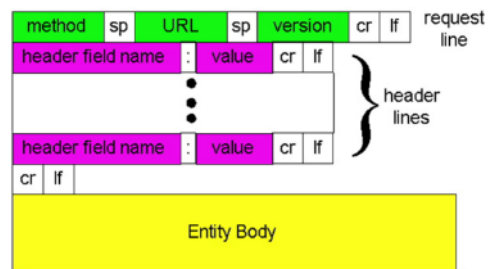 method sp URL sp version cr lf request line
header field name : value cr lf
header lines
header field name : value cr lf
cr lf
Entity Body